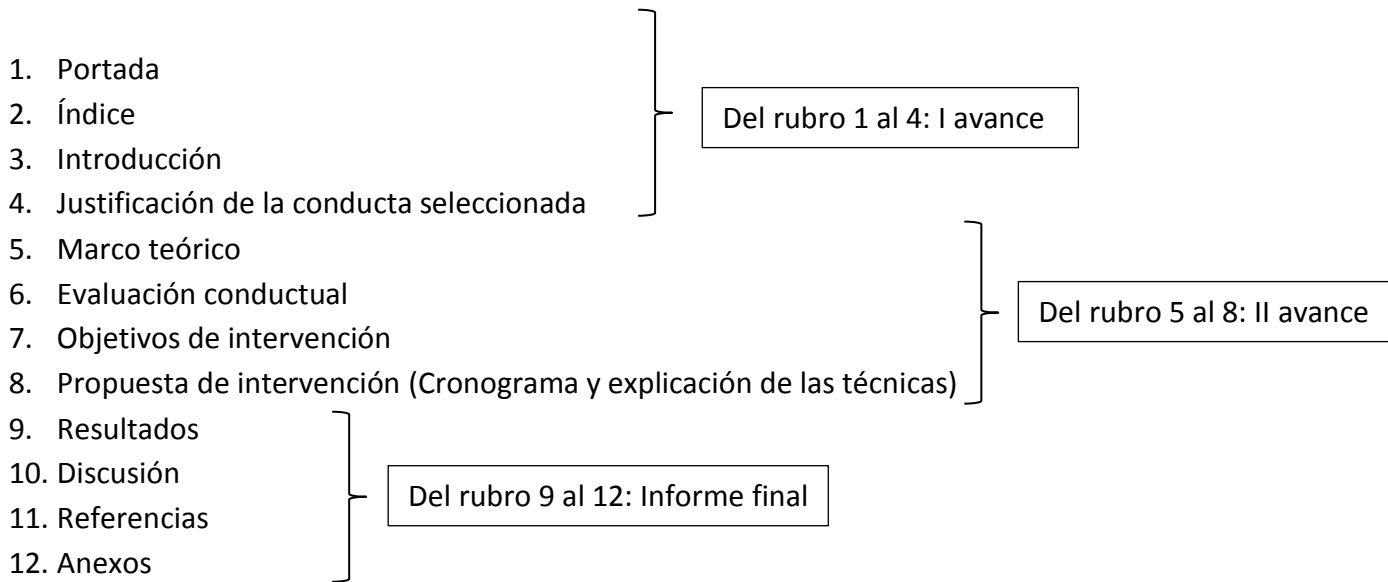 1. Portada
2. Índice
Del rubro 1 al 4: I avance
3. Introducción
4. Justificación de la conducta seleccionada
5. Marco teórico
6. Evaluación conductual
Del rubro 5 al 8: II avance
7. Objetivos de intervención
8. Propuesta de intervención (Cronograma y explicación de las técnicas)
9. Resultados
10. Discusión
Del rubro 9 al 12: Informe final
11. Referencias
12. Anexos